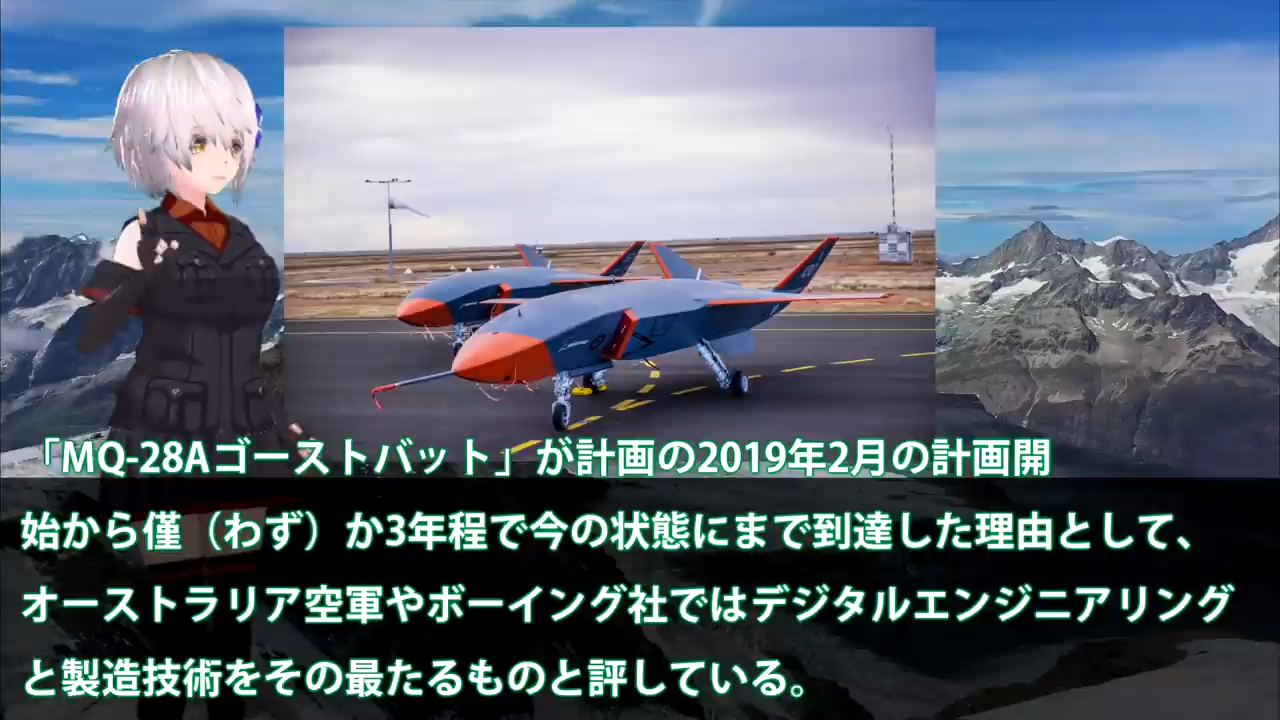 「MQ-28Aゴーストバット」が計画の2019年2月の計画開
始から僅（わず）か3年程で今の状態にまで到達した理由として、
オーストラリア空軍やボーイング社ではデジタルエンジニアリング
と製造技術をその最たるものと評している。